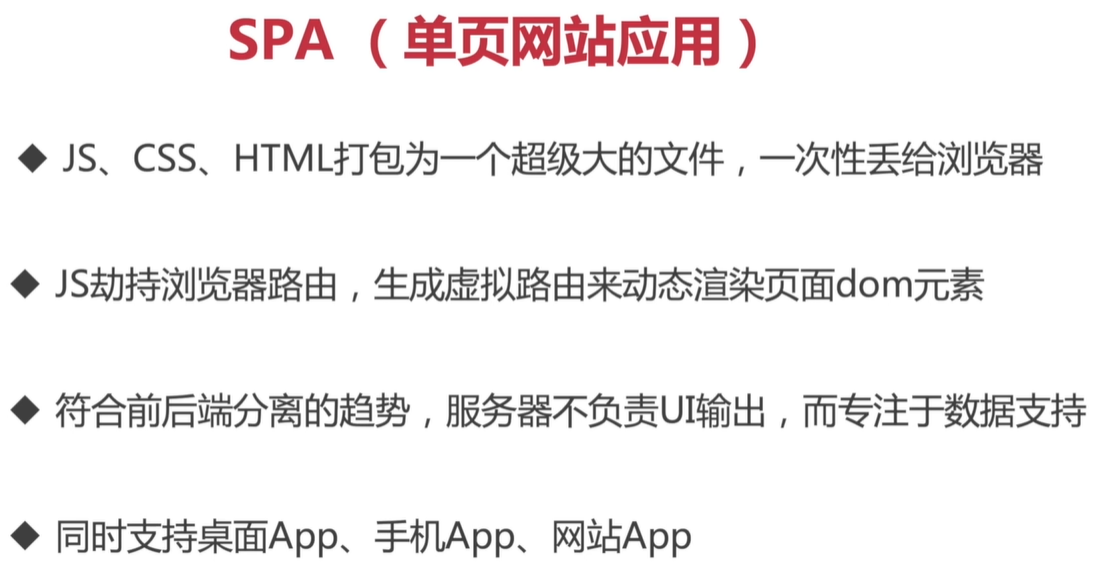 SPA（单页网站应用）
◆ JS、CSS、HTML打包为一个超级大的文件，一次性丢给浏览器
◆ JS劫持浏览器路由，生成虚拟路由来动态渲染页面dom元素
◆ 符合前后端分离的趋势，服务器不负责UI输出，而专注于数据支持
◆ 同时支持桌面App、手机App、网站App